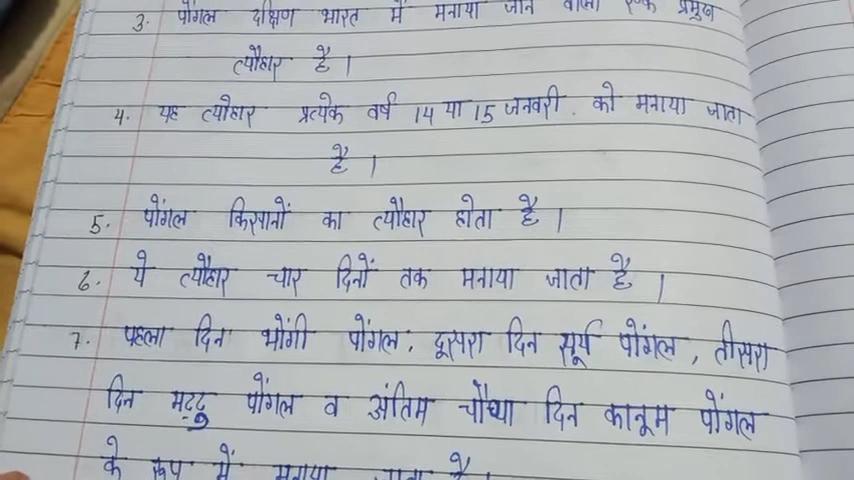 3. पोंगल दक्षिण भारत में मनाया जाने वाला एक प्रमुख
त्यौहार है।
4. यह त्योहार प्रत्येक वर्ष 14 या 15 जनवरी को मनाया जाता
है।
5. पोंगल किसानों का त्यौहार होता है।
6. ये त्यौहार चार दिनों तक मनाया जाता है।
7. पहला दिन भोंगी पोंगल, दूसरा दिन सूर्य पोंगल, तीसरा
दिन मट्टू पोंगल व अंतिम चौथा दिन कानूम पोंगल
के रूप में मनाया जाता है।